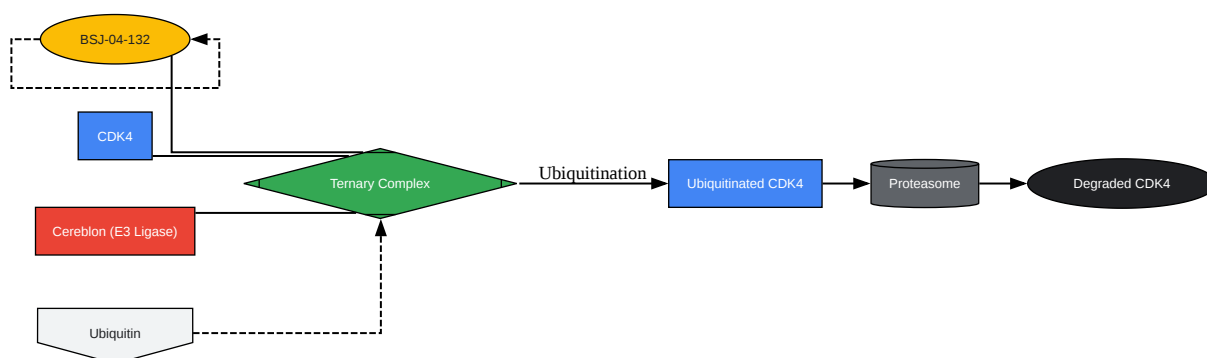 BSJ-04-132
CDK4
Ternary Complex
Ubiquitination
Ubiquitinated CDK4
Proteasome
Degraded CDK4
Cereblon (E3 Ligase)
Ubiquitin